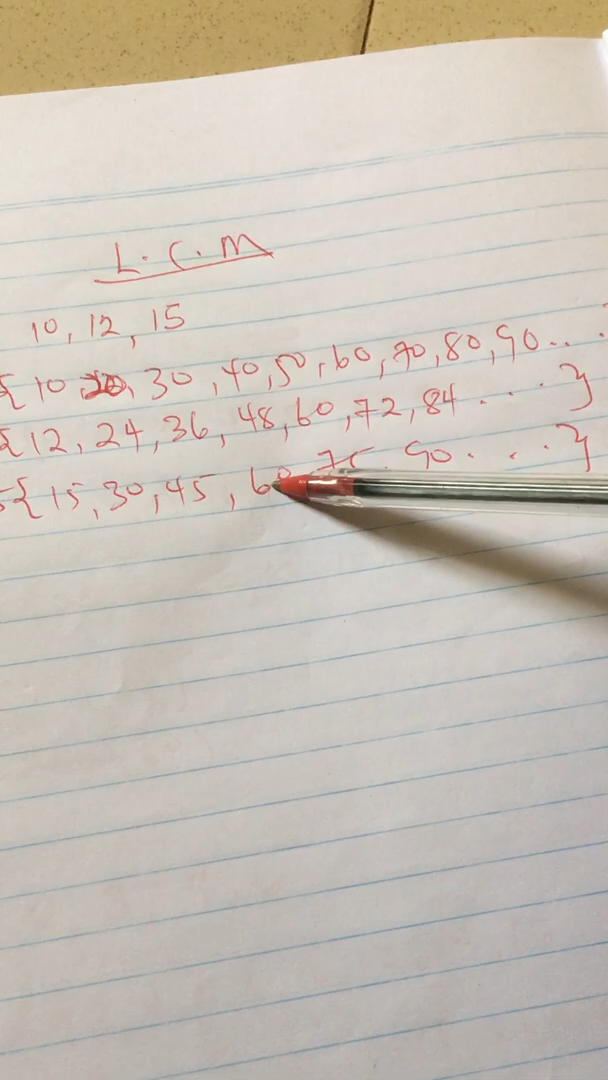 L.C.M
10, 12, 15
{10 20, 30, 40, 50, 60, 70, 80, 90...
{12, 24, 36, 48, 60, 72, 84....}
5{15, 30, 45, 60 75, 90....}